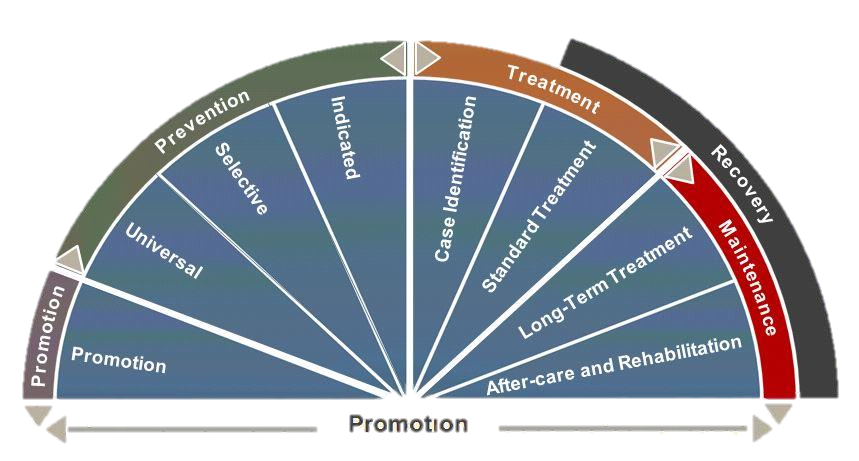 Promotion
Prevention
Treatment
Recovery
Maintenance
Promotion
Universal
Selective
Indicated
Case Identification
Standard Treatment
Long-Term Treatment
After-care and Rehabilitation
Promotion